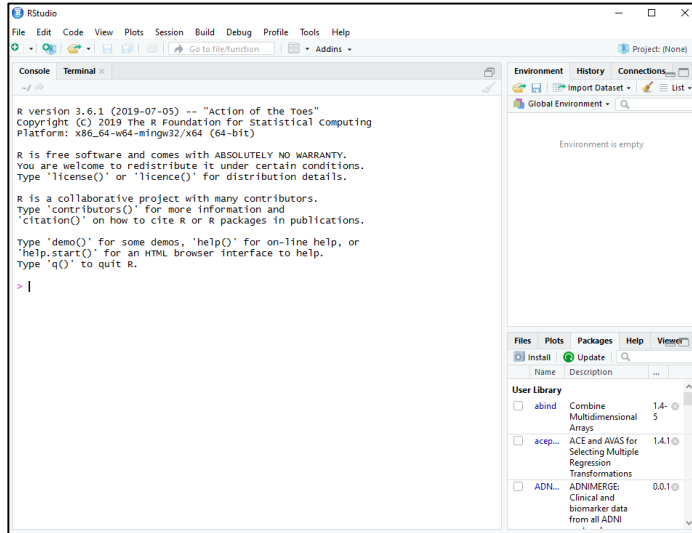 RStudio
File Edit Code View Plots Session Build Debug Profile Tools Help
Go to file/function Addins Project: (None)
Console Terminal
~/
R version 3.6.1 (2019-07-05) -- "Action of the Toes"
Copyright (C) 2019 The R Foundation for Statistical Computing
Platform: x86_64-w64-mingw32/x64 (64-bit)
R is free software and comes with ABSOLUTELY NO WARRANTY.
You are welcome to redistribute it under certain conditions.
Type 'license()' or 'licence()' for distribution details.
R is a collaborative project with many contributors.
Type 'contributors()' for more information and
'citation()' on how to cite R or R packages in publications.
Type 'demo()' for some demos, 'help()' for on-line help, or
'help.start()' for an HTML browser interface to help.
Type 'q()' to quit R.
>
Environment History Connections
Import Dataset List
Global Environment
Environment is empty
Files Plots Packages Help Viewer
Install Update
Name Description ...
User Library
abind Combine 1.4-
Multidimensional 5
Arrays
acep... ACE and AVAS for 1.4.1
Selecting Multiple
Regression
Transformations
ADN... ADNIMERGE: 0.0.1
Clinical and
biomarker data
from all ADNI